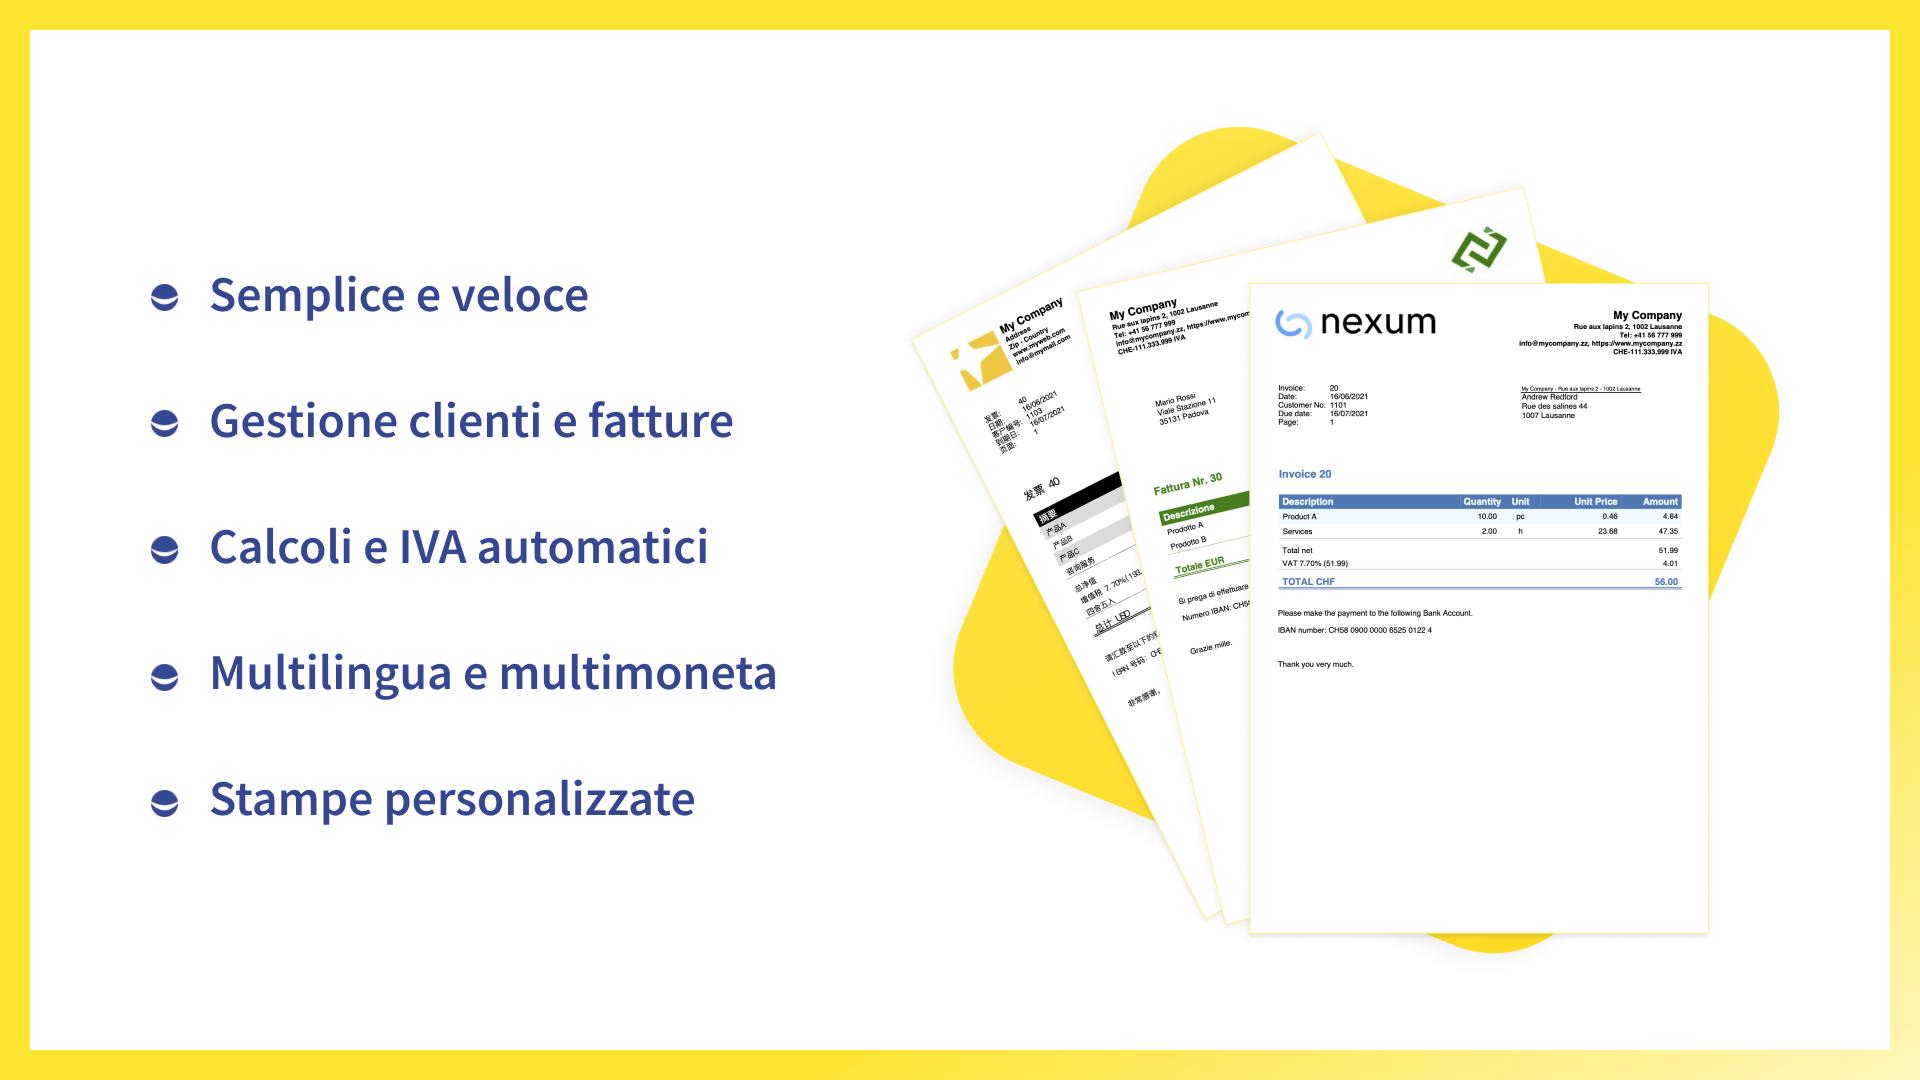 Semplice e veloce
Gestione clienti e fatture
Calcoli e IVA automatici
Multilingua e multimoneta
Stampe personalizzate
My Company
Address
Zip - Country
www.myweb.com
info@mymail.com
发票: 40
日期: 16/06/2021
客户编号: 1103
到期日: 16/07/2021
页面: 1
发票 40
摘要
产品A
产品B
产品C
咨询服务
总净值
增值税 7.70%(193.
四舍五入
总计 USD
请汇款至以下的
IBAN 号码:
非常感谢。
My Company
Rue aux lapins 2, 1002 Lausanne
Tel: +41 56 777 999
info@mycompany.zz, https://www.mycom
CHE-111.333.999 IVA
Mario Rossi
Viale Stazione 11
35131 Padova
Fattura Nr. 30
Descrizione
Prodotto A
Prodotto B
Totale EUR
Si prega di effettuare
Numero IBAN: CH58
Grazie mille.
nexum
My Company
Rue aux lapins 2, 1002 Lausanne
Tel: +41 56 777 999
info@mycompany.zz, https://www.mycompany.zz
CHE-111.333.999 IVA
Invoice: 20
Date: 16/06/2021
Customer No: 1101
Due date: 16/07/2021
Page: 1
My Company - Rue aux lapins 2 - 1002 Lausanne
Andrew Redford
Rue des salines 44
1007 Lausanne
Invoice 20
Description Quantity Unit Unit Price Amount
Product A 10.00 pc 0.46 4.64
Services 2.00 h 23.68 47.35
Total net 51.99
VAT 7.70% (51.99) 4.01
TOTAL CHF 56.00
Please make the payment to the following Bank Account.
IBAN number: CH58 0900 0000 6525 0122 4
Thank you very much.